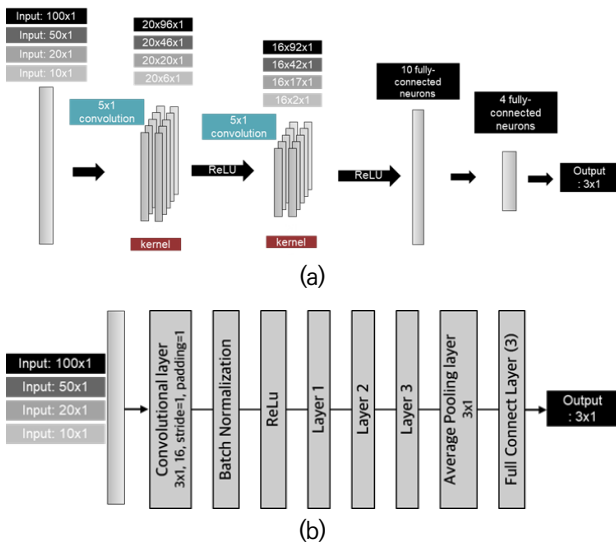 Input: 100x1
Input: 50x1
Input: 20x1
Input: 10x1
20x96x1
20x46x1
20x20x1
20x6x1
16x92x1
16x42x1
16x17x1
16x2x1
5x1
convolution
5x1
convolution
10 fully-
connected
neurons
4 fully-
connected
neurons
ReLU
ReLU
Output
: 3x1
kernel
kernel
(a)
Input: 100x1
Input: 50x1
Input: 20x1
Input: 10x1
Convolutional layer
3x1, 16, stride=1, padding=1
Batch Normalization
ReLu
Layer 1
Layer 2
Layer 3
Average Pooling layer
3x1
Full Connect Layer (3)
Output
: 3x1
(b)